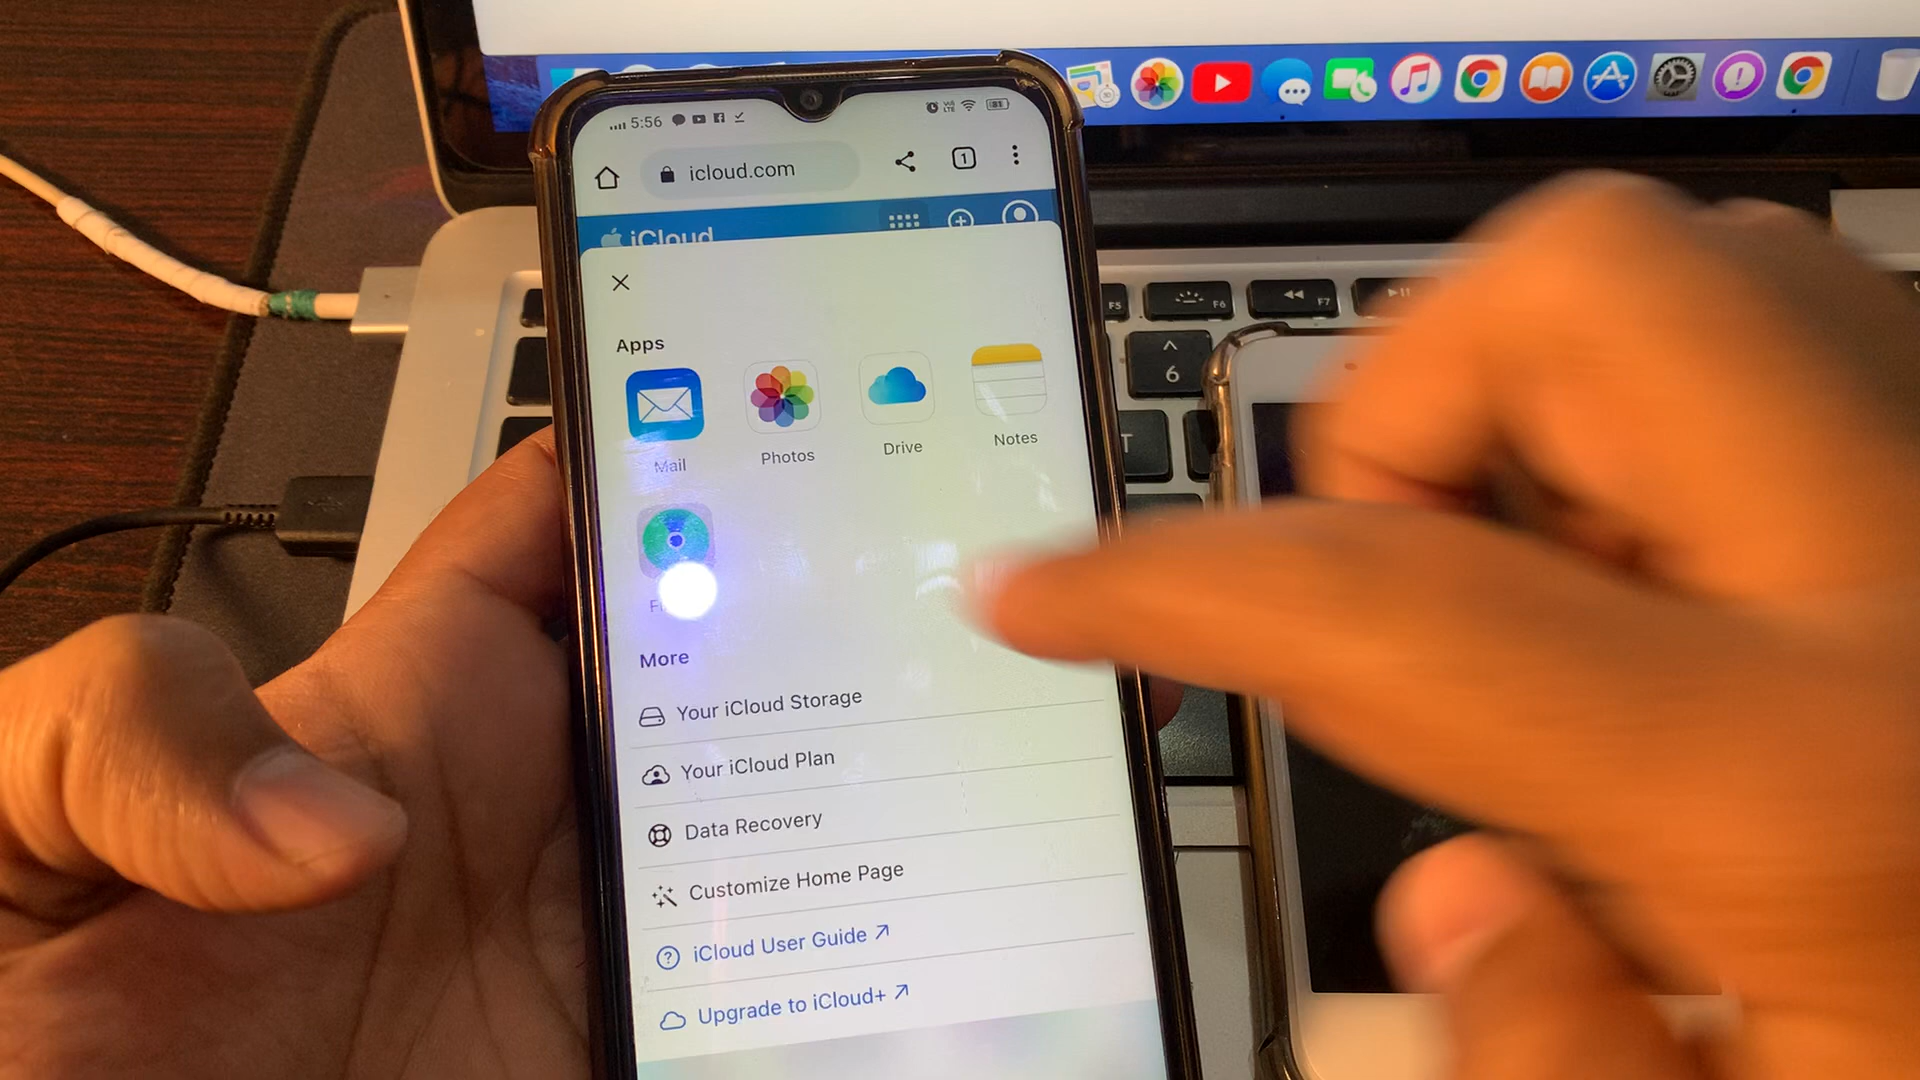 5:56
icloud.com
1
iCloud
Apps
Mail
Photos
Drive
Notes
More
Your iCloud Storage
Your iCloud Plan
Data Recovery
Customize Home Page
iCloud User Guide
Upgrade to iCloud+
F5
F6
F7
6
T